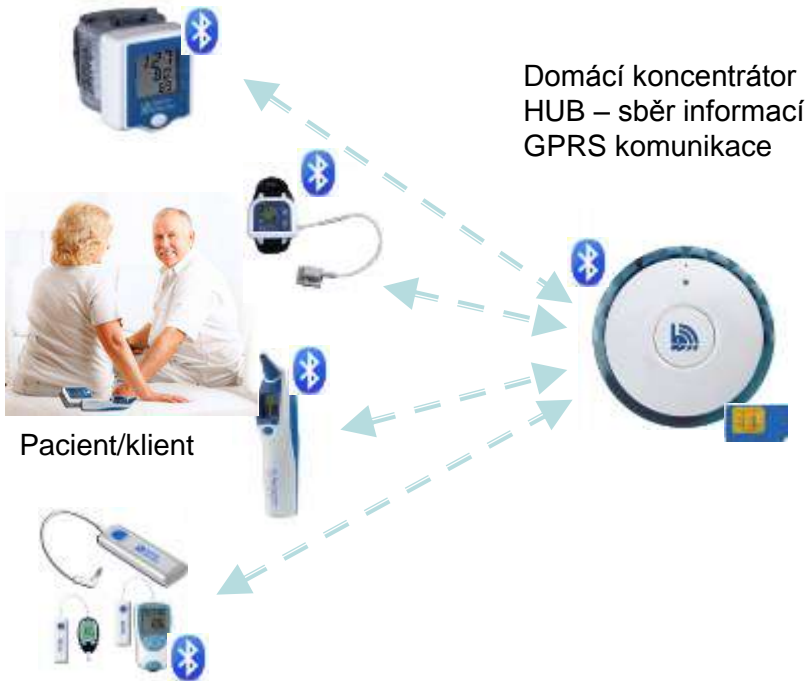 Domácí koncentrátor
HUB – sběr informací
GPRS komunikace
Pacient/klient